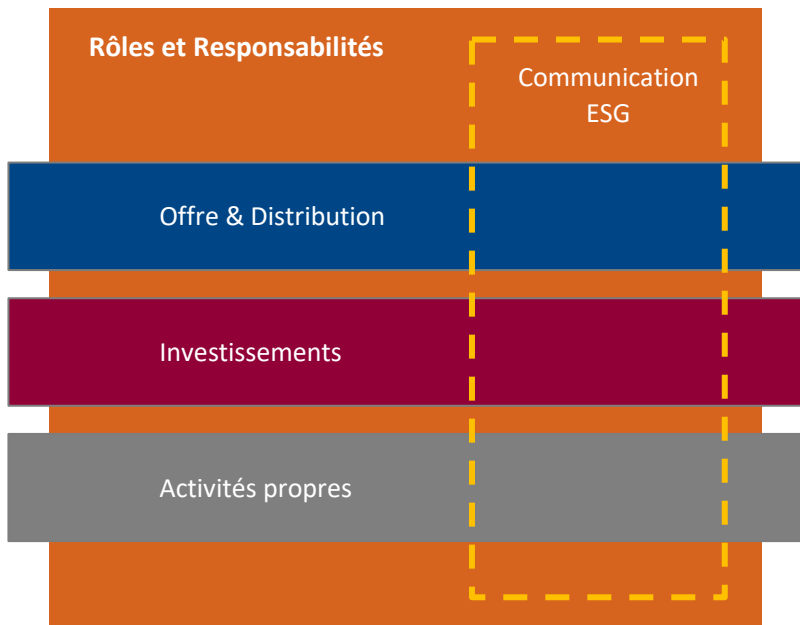 Rôles et Responsabilités
Communication
ESG
Offre & Distribution
Investissements
Activités propres